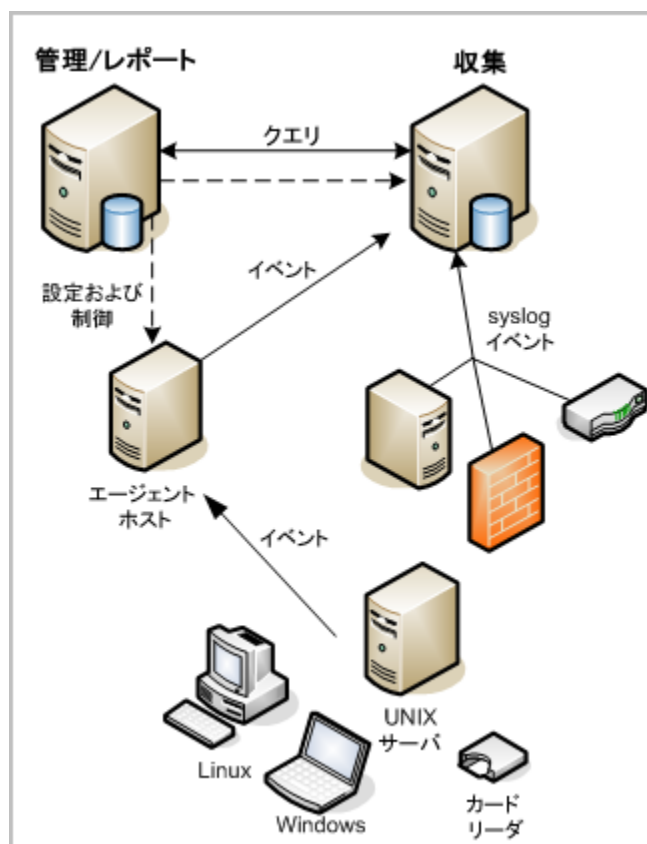 管理/レポート
収集
クエリ
イベント
設定および
制御
syslog
イベント
エージェント
ホスト
イベント
UNIX
サーバ
Linux
Windows
カード
リーダ